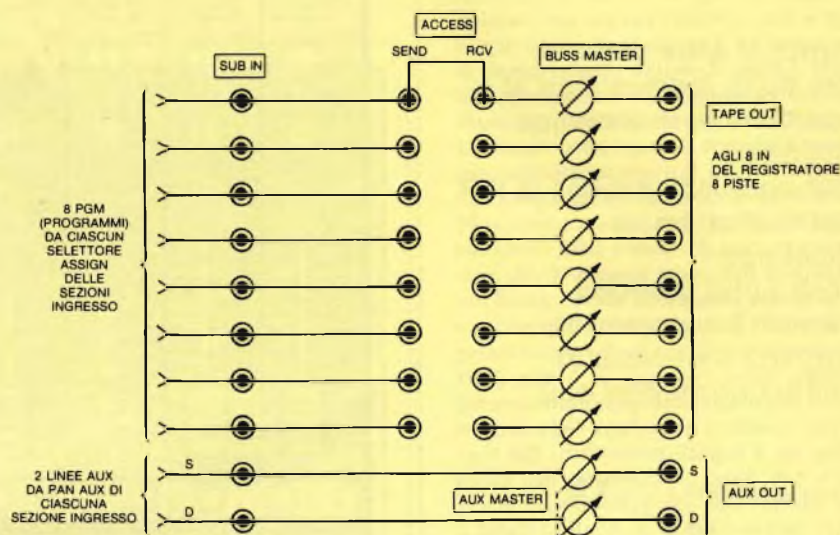 ACCESS
SEND RCV
SUB IN
BUSS MASTER
TAPE OUT
AGLI 8 IN
DEL REGISTRATORE
8 PISTE
8 PGM
(PROGRAMMI)
DA CIASCUN
SELETTORE
ASSIGN
DELLE
SEZIONI
INGRESSO
2 LINEE AUX
DA PAN AUX DI
CIASCUNA
SEZIONE INGRESSO
S
D
AUX MASTER
S
D
AUX OUT